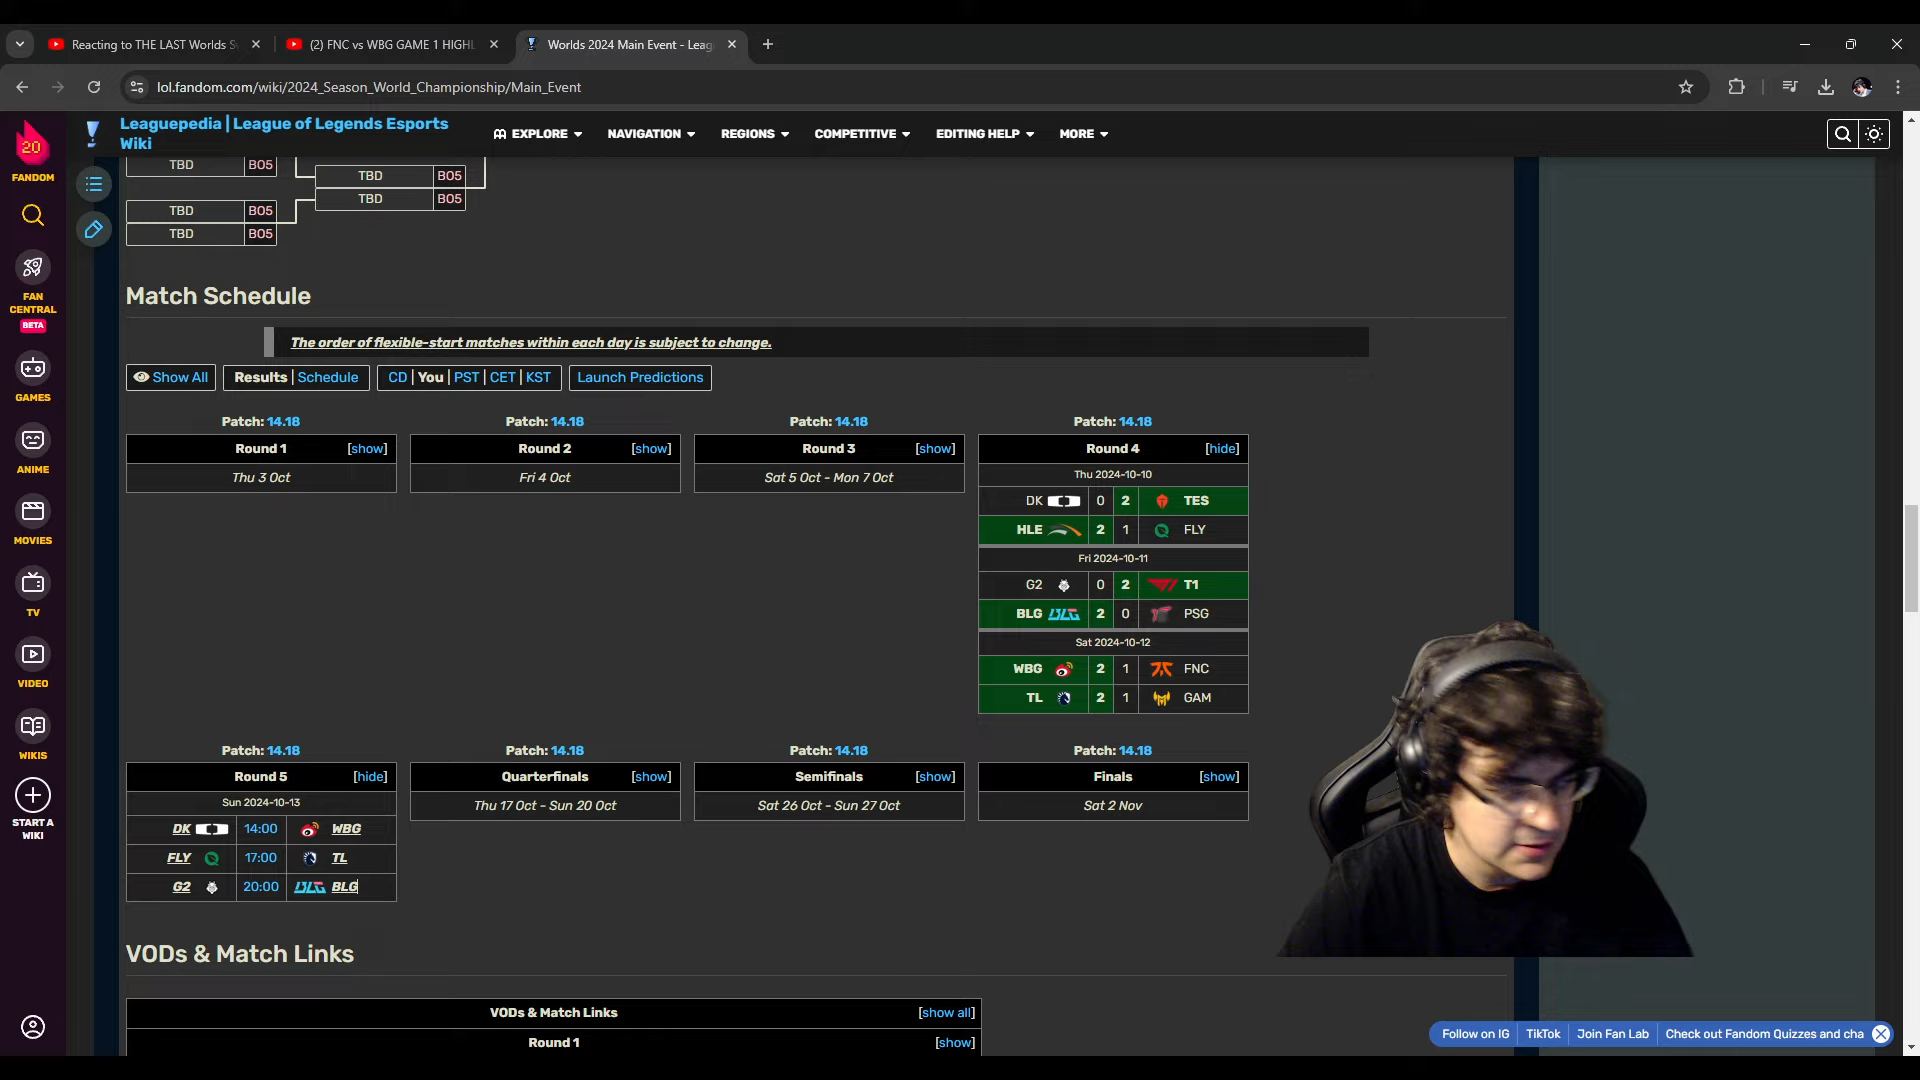 Reacting to THE LAST Worlds S
(2) FNC vs WBG GAME 1 HIGHL
Worlds 2024 Main Event - Leag
lol.fandom.com/wiki/2024_Season_World_Championship/Main_Event
20
FANDOM
FAN CENTRAL
BETA
GAMES
ANIME
MOVIES
TV
VIDEO
WIKIS
START A WIKI
Leaguepedia | League of Legends Esports
Wiki
EXPLORE NAVIGATION REGIONS COMPETITIVE EDITING HELP MORE
TBD BO5
TBD BO5
TBD BO5
TBD BO5
TBD BO5
Match Schedule
The order of flexible-start matches within each day is subject to change.
Show All Results | Schedule CD | You | PST | CET | KST Launch Predictions
Patch: 14.18
Round 1 [show]
Thu 3 Oct
Patch: 14.18
Round 2 [show]
Fri 4 Oct
Patch: 14.18
Round 3 [show]
Sat 5 Oct - Mon 7 Oct
Patch: 14.18
Round 4 [hide]
Thu 2024-10-10
DK 0 2 TES
HLE 2 1 FLY
Fri 2024-10-11
G2 0 2 T1
BLG 2 0 PSG
Sat 2024-10-12
WBG 2 1 FNC
TL 2 1 GAM
Patch: 14.18
Round 5 [hide]
Sun 2024-10-13
DK 14:00 WBG
FLY 17:00 TL
G2 20:00 BLG BLG
Patch: 14.18
Quarterfinals [show]
Thu 17 Oct - Sun 20 Oct
Patch: 14.18
Semifinals [show]
Sat 26 Oct - Sun 27 Oct
Patch: 14.18
Finals [show]
Sat 2 Nov
VODs & Match Links
VODs & Match Links [show all]
Round 1 [show]
Follow on IG TikTok Join Fan Lab Check out Fandom Quizzes and cha